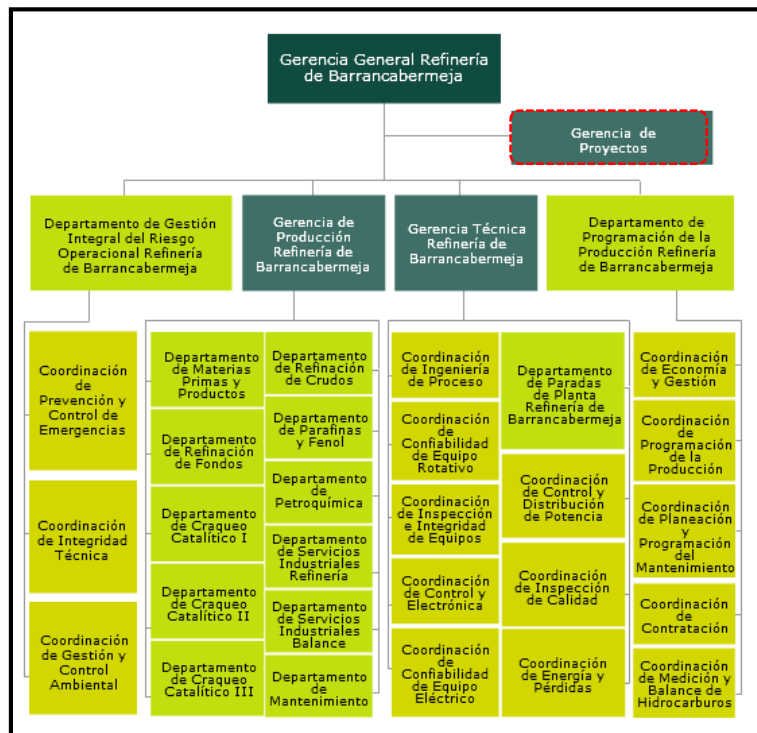 Gerencia General Refinería
de Barrancabermeja
Gerencia de
Proyectos
Departamento de Gestión
Integral del Riesgo
Operacional Refinería
de Barrancabermeja
Gerencia de
Producción
Refinería de
Barrancabermeja
Gerencia Técnica
Refinería de
Barrancabermeja
Departamento de
Programación de la
Producción Refinería
de Barrancabermeja
Coordinación
de
Prevención y
Control de
Emergencias
Coordinación
de Integridad
Técnica
Coordinación
de Gestión y
Control
Ambiental
Departamento
de Materias
Primas y
Productos
Departamento
de Refinación
de Fondos
Departamento
de Craqueo
Catalítico I
Departamento
de Craqueo
Catalítico II
Departamento
de Craqueo
Catalítico III
Departamento
de Refinación
de Crudos
Departamento
de Parafinas
y Fenol
Departamento
de
Petroquímica
Departamento
de Servicios
Industriales
Refinería
Departamento
de Servicios
Industriales
Balance
Departamento de
Mantenimiento
Coordinación
de Ingeniería
de Proceso
Coordinación
de
Confiabilidad
de Equipo
Rotativo
Coordinación
de Inspección
e Integridad
de Equipos
Coordinación
de Control y
Electrónica
Coordinación
de
Confiabilidad
de Equipo
Eléctrico
Departamento
de Paradas
de Planta
Refinería de
Barrancabermeja
Coordinación
de Control y
Distribución
de Potencia
Coordinación
de Inspección
de Calidad
Coordinación
de Energía y
Pérdidas
Coordinación
de Economía
y Gestión
Coordinación
de
Programación
de la
Producción
Coordinación
de Planeación
y
Programación
del
Mantenimiento
Coordinación
de
Contratación
Coordinación
de Medición y
Balance de
Hidrocarburos